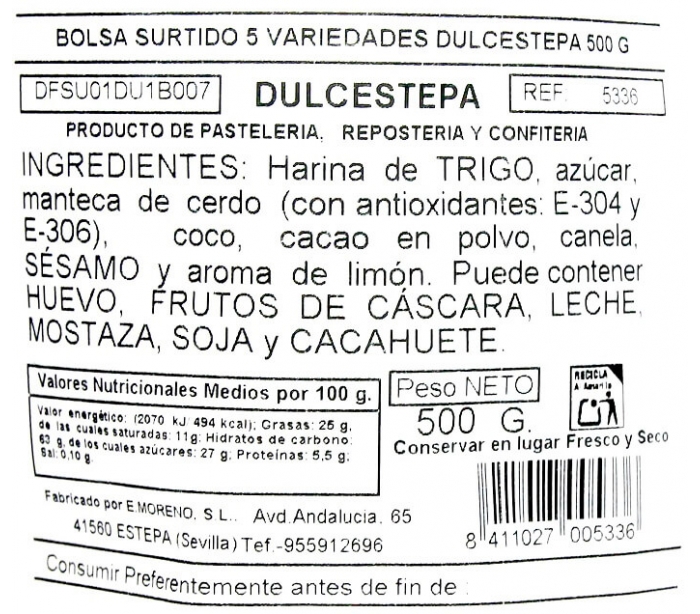 BOLSA SURTIDO 5 VARIEDADES DULCESTEPA 500 G
DFSU01DU1B007 DULCESTEPA REF: 5336
PRODUCTO DE PASTELERIA, REPOSTERIA Y CONFITERIA
INGREDIENTES: Harina de TRIGO, azúcar,
manteca de cerdo (con antioxidantes: E-304 y
E-306), coco, cacao en polvo, canela,
SÉSAMO y aroma de limón. Puede contener
HUEVO, FRUTOS DE CÁSCARA, LECHE,
MOSTAZA, SOJA y CACAHUETE.
Valores Nutricionales Medios por 100 g.
Valor energético: (2070 kJ 494 kcal); Grasas: 25 g,
de las cuales saturadas: 11g; Hidratos de carbono:
63 g, de los cuales azúcares: 27 g; Proteínas: 5,5 g;
Sal: 0,10 g.
Peso NETO
500 G.
RECICLA
A Amarillo
Conservar en lugar Fresco y Seco
Fabricado por E.MORENO, S.L.. Avd.Andalucia, 65
41560 ESTEPA (Sevilla) Tef.-955912696
8 411027 005336
Consumir Preferentemente antes de fin de :